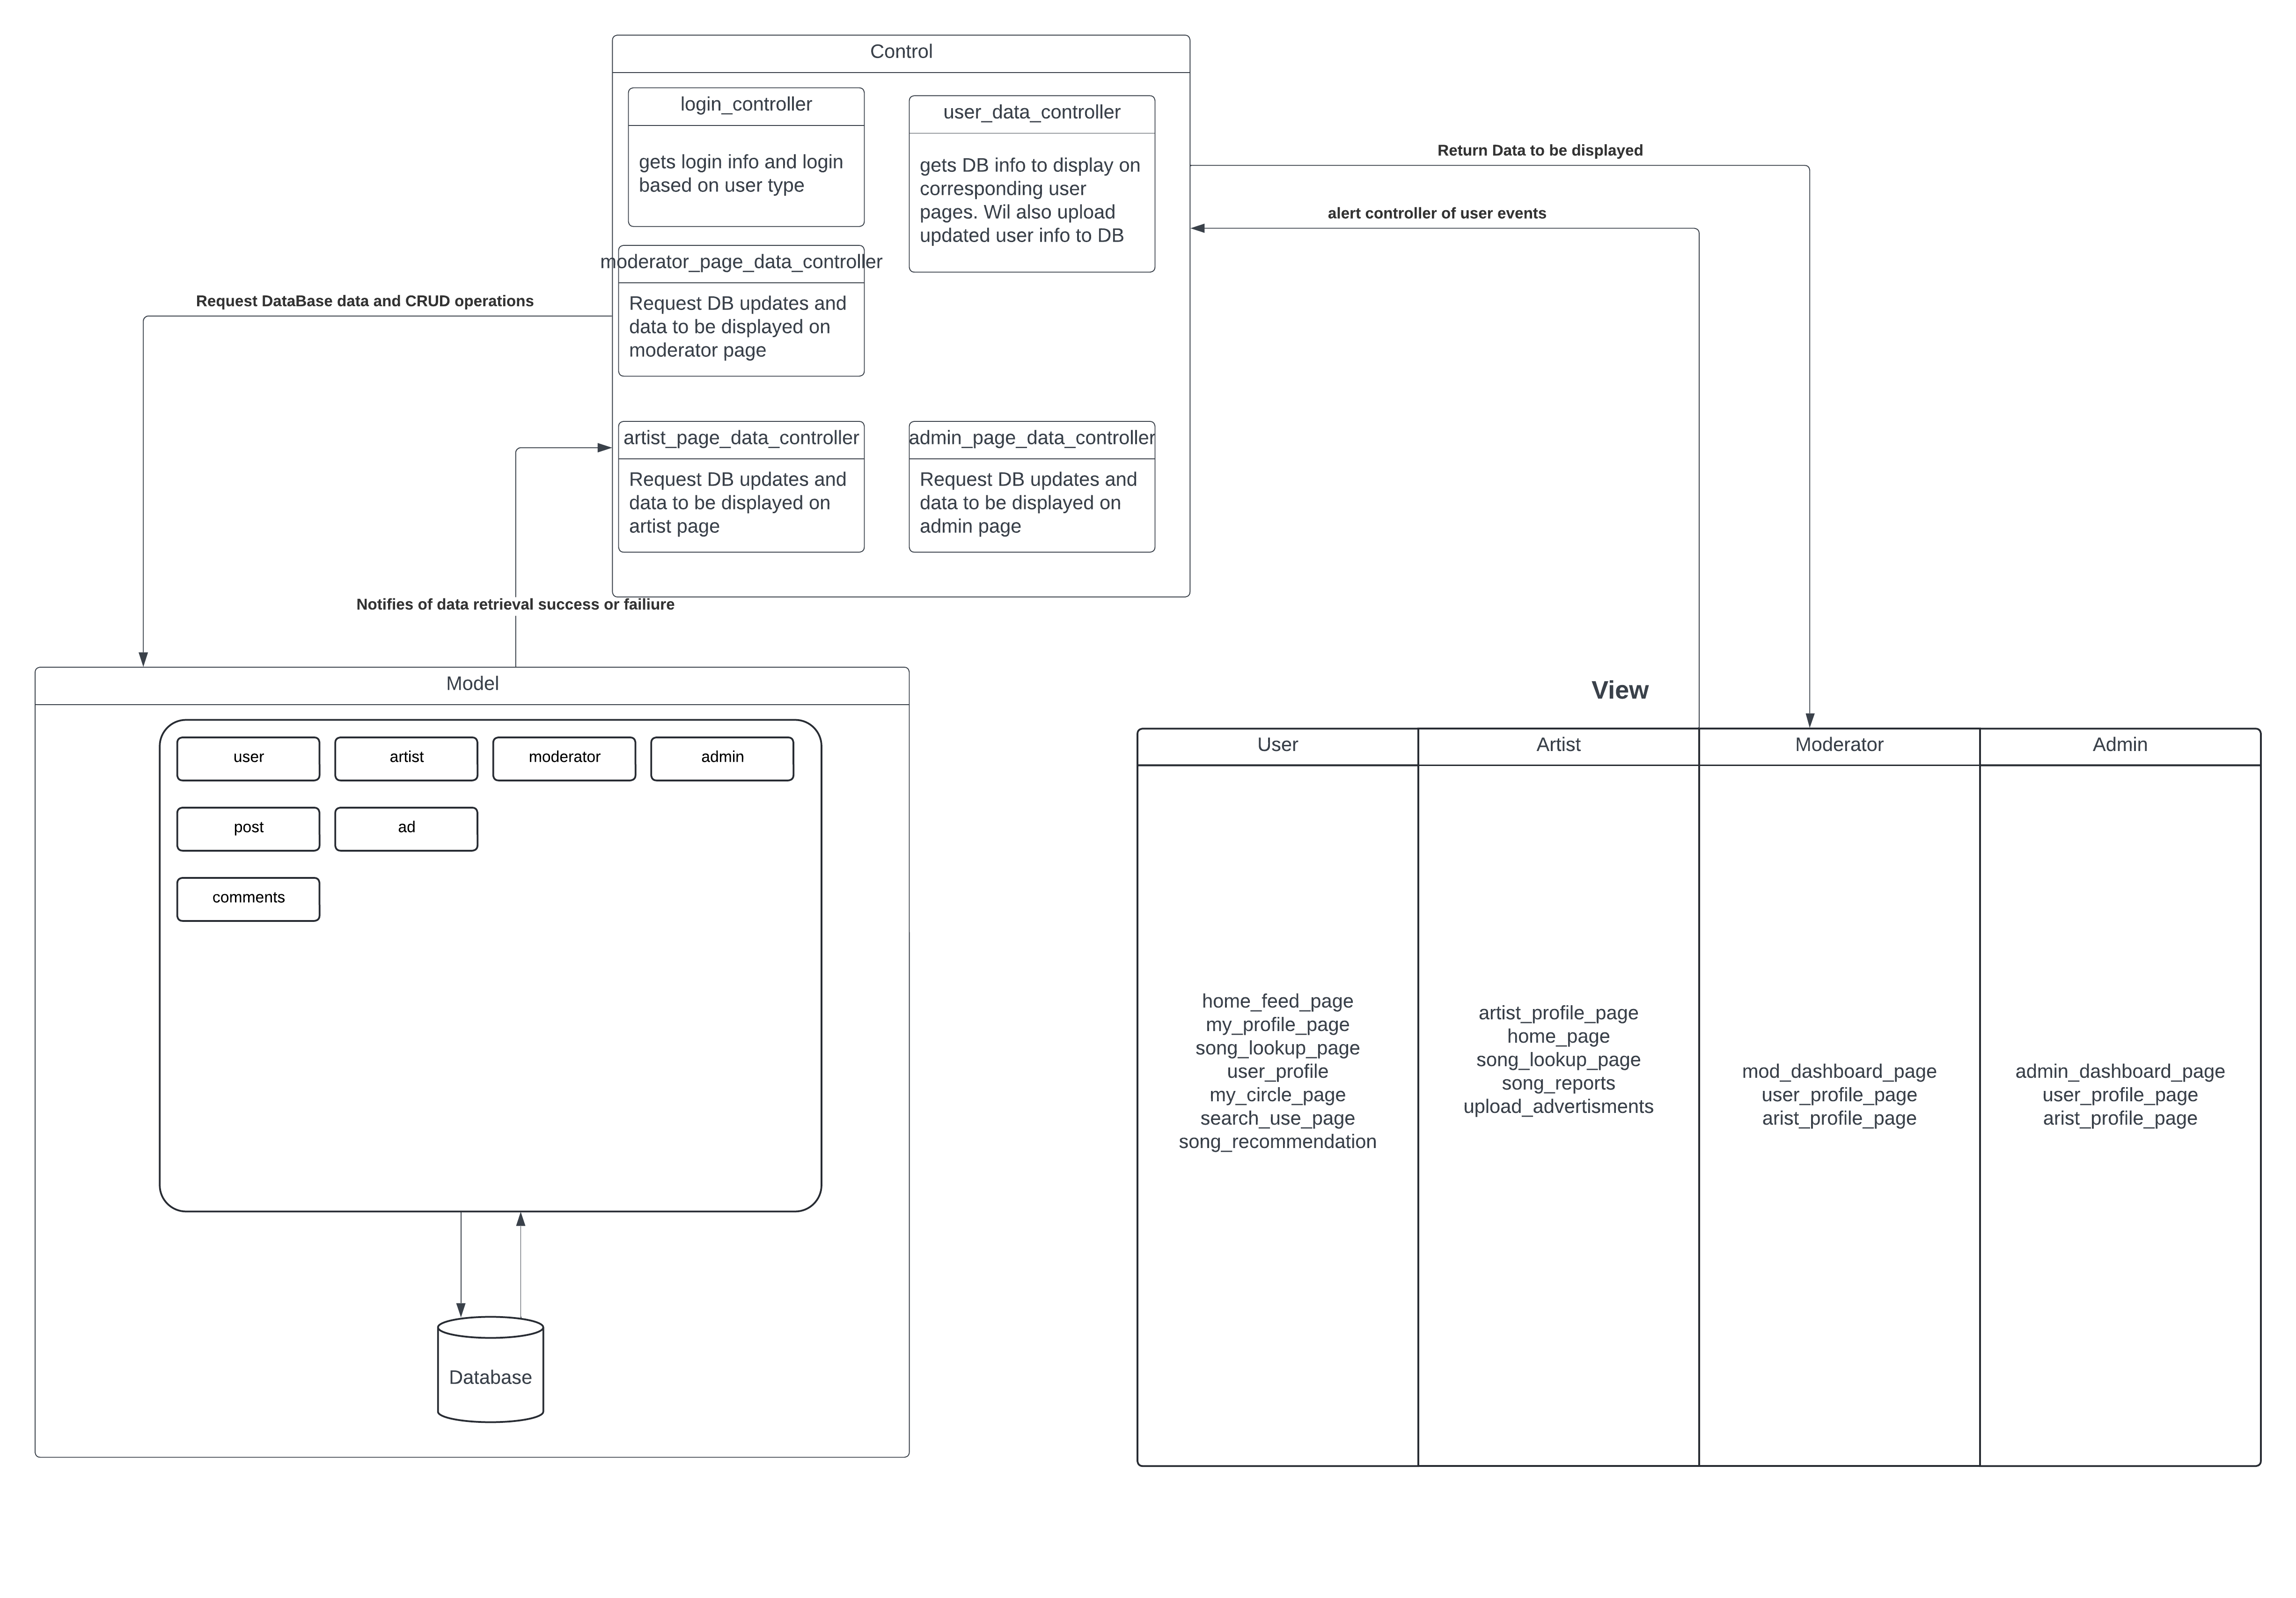 Control
login_controller
gets login info and login
based on user type
user_data_controller
gets DB info to display on
corresponding user
pages. Wil also upload
updated user info to DB
moderator_page_data_controller
Request DB updates and
data to be displayed on
moderator page
artist_page_data_controller
Request DB updates and
data to be displayed on
artist page
admin_page_data_controller
Request DB updates and
data to be displayed on
admin page
Return Data to be displayed
alert controller of user events
Request DataBase data and CRUD operations
Notifies of data retrieval success or failiure
Model
user
artist
moderator
admin
post
ad
comments
Database
View
User
home_feed_page
my_profile_page
song_lookup_page
user_profile
my_circle_page
search_use_page
song_recommendation
Artist
artist_profile_page
home_page
song_lookup_page
song_reports
upload_advertisments
Moderator
mod_dashboard_page
user_profile_page
arist_profile_page
Admin
admin_dashboard_page
user_profile_page
arist_profile_page